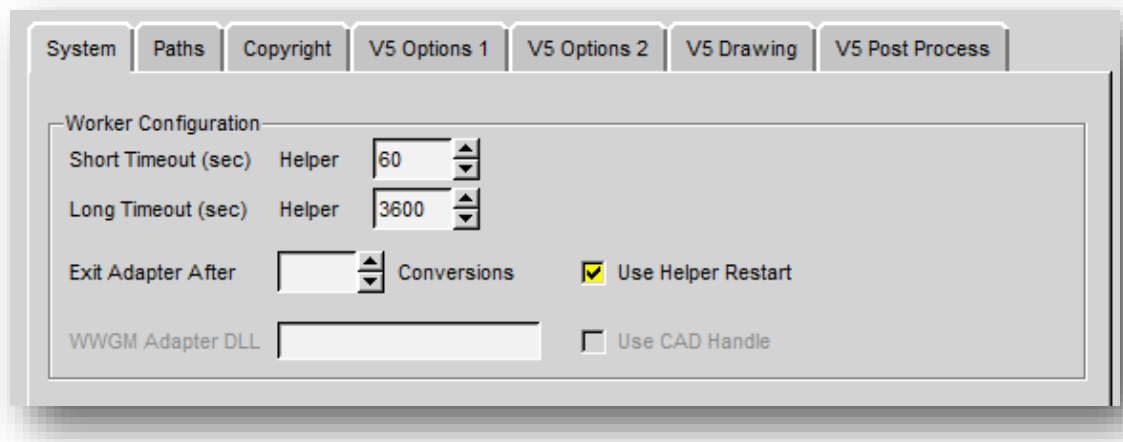 System Paths Copyright V5 Options 1 V5 Options 2 V5 Drawing V5 Post Process
Worker Configuration
Short Timeout (sec) Helper 60
Long Timeout (sec) Helper 3600
Exit Adapter After Conversions Use Helper Restart
WWGM Adapter DLL Use CAD Handle